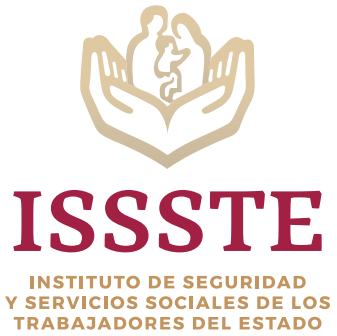 ISSSTE
INSTITUTO DE SEGURIDAD
Y SERVICIOS SOCIALES DE LOS
TRABAJADORES DEL ESTADO